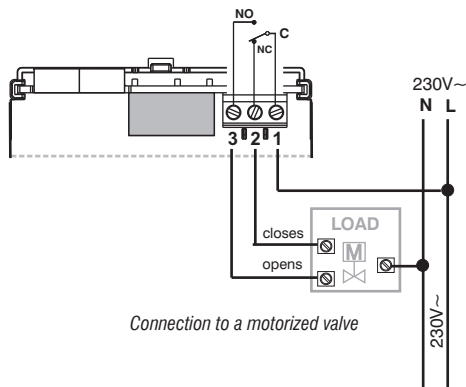 NO
C
NC
230V~
N L
3 2 1
LOAD
closes
M
opens
230V~
Connection to a motorized valve